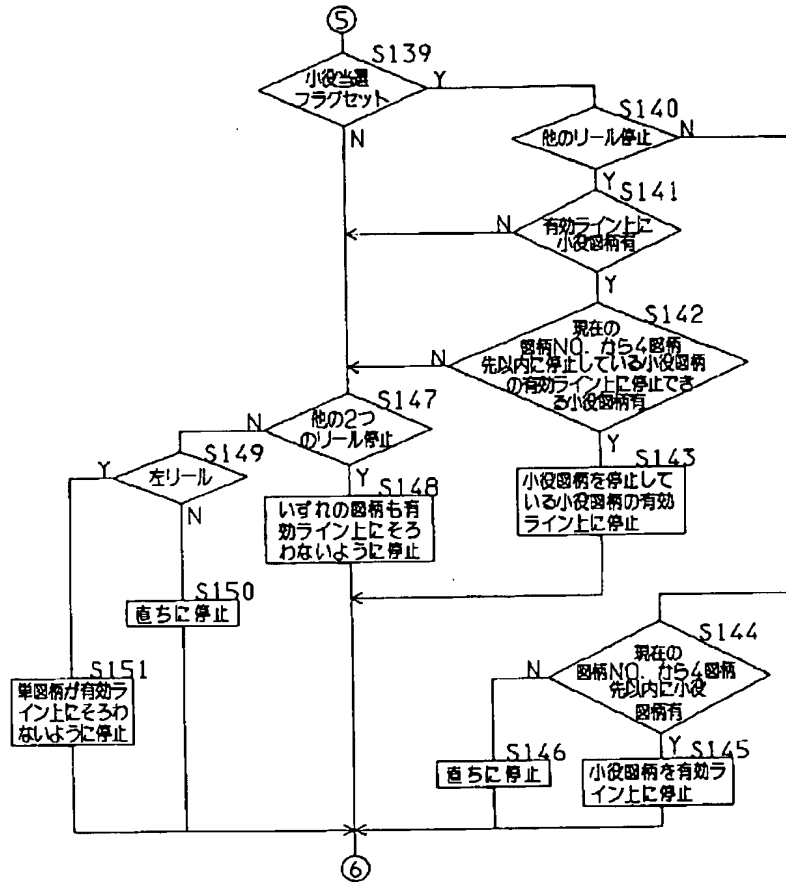 5
S139
小役当選
フラグセット
Y
N
S140
他のリール停止
N
Y
S141
有効ライン上に
小役図柄有
N
Y
S142
現在の
図柄NO.から4図柄
先以内に停止している小役図柄
の有効ライン上に停止でき
る小役図柄有
N
Y
S143
小役図柄を停止して
いる小役図柄の有効
ライン上に停止
S147
他の2つ
のリール停止
N
Y
S148
いずれの図柄も有
効ライン上にそろ
わないように停止
S149
左リール
Y
N
S150
直ちに停止
S151
単図柄が有効ラ
イン上にそろわ
ないように停止
S144
現在の
図柄NO.から4図柄
先以内に小役
図柄有
N
Y
S145
小役図柄を有効ラ
イン上に停止
S146
直ちに停止
6